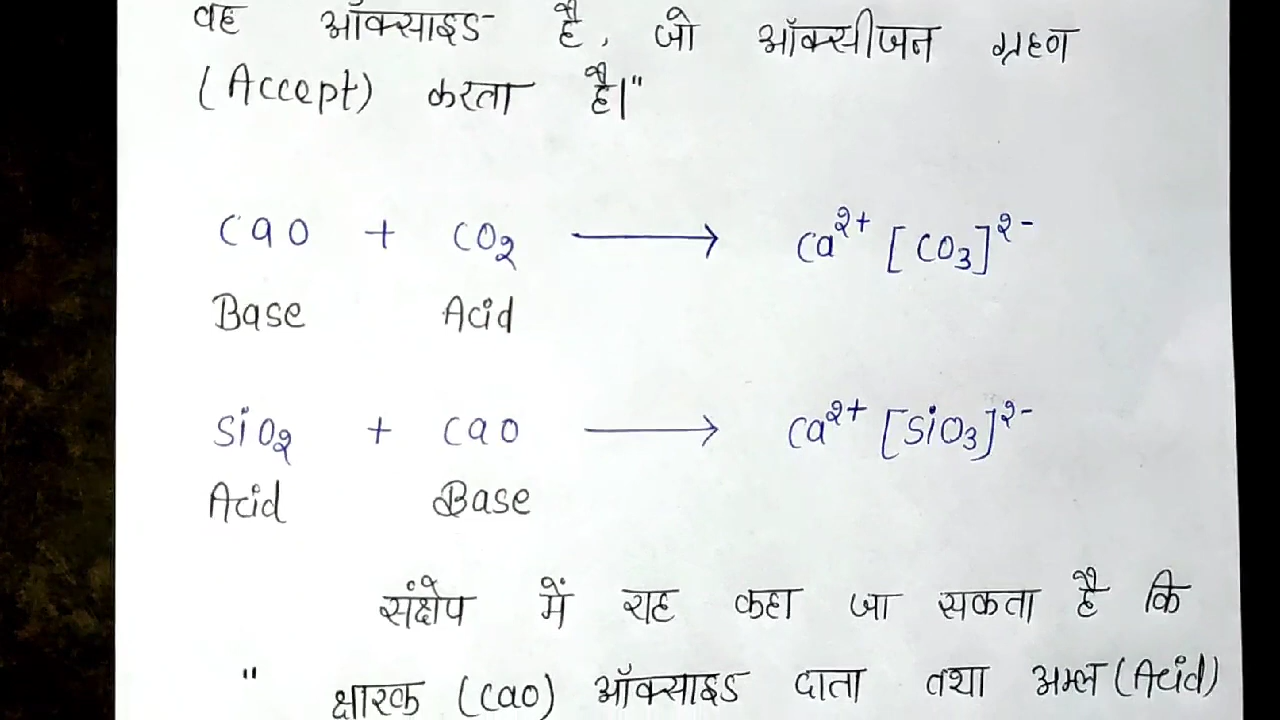 वह ऑक्साइड है, जो ऑक्सीजन ग्रहण
(Accept) करता है।"
CaO + CO₂ ⟶ Ca²⁺ [CO₃]²⁻
Base Acid
SiO₂ + CaO ⟶ Ca²⁺ [SiO₃]²⁻
Acid Base
संक्षेप में यह कहा जा सकता है कि
" क्षारक (CaO) ऑक्साइड दाता तथा अम्ल (Acid)